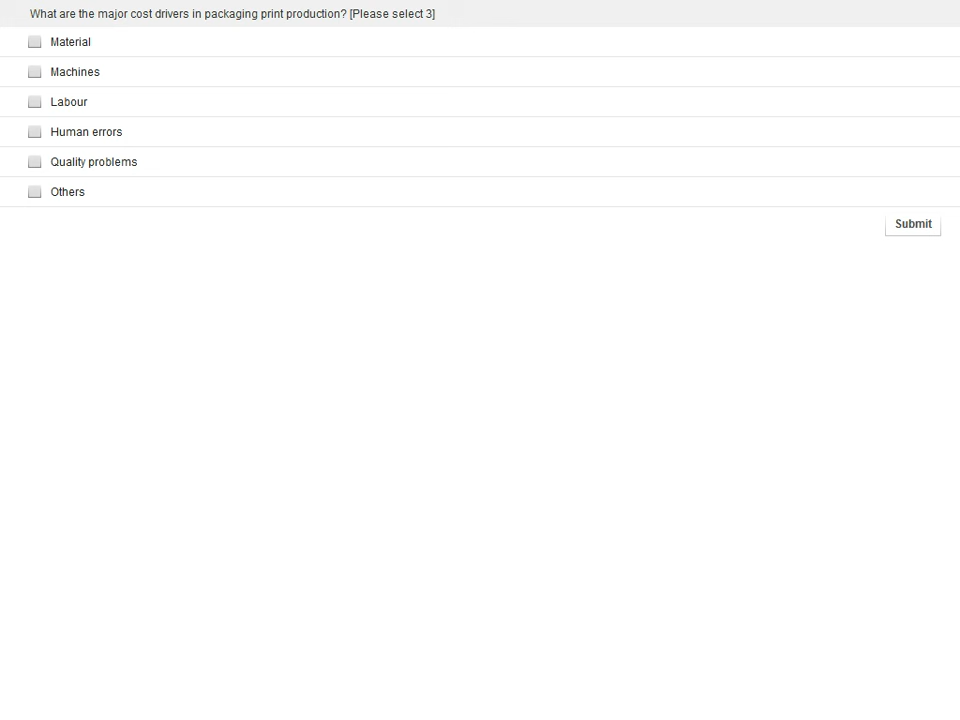 What are the major cost drivers in packaging print production? [Please select 3]
Material
Machines
Labour
Human errors
Quality problems
Others
Submit